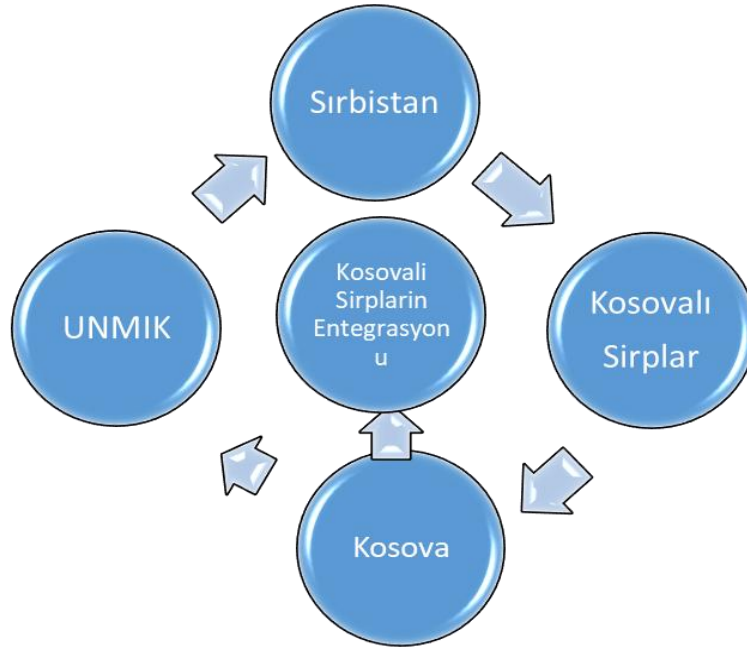 Sırbistan
UNMIK
Kosovali
Sirplarin
Entegrasyon
u
Kosovalı
Sirplar
Kosova